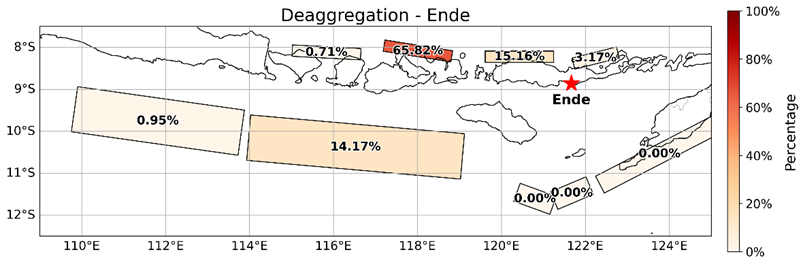 Deaggregation - Ende
100%
80%
60%
40%
20%
0%
Percentage
8°S
9°S
10°S
11°S
12°S
0.71%
65.82%
15.16%
3.17%
Ende
0.95%
14.17%
0.00%
0.00%
0.00%
110°E
112°E
114°E
116°E
118°E
120°E
122°E
124°E